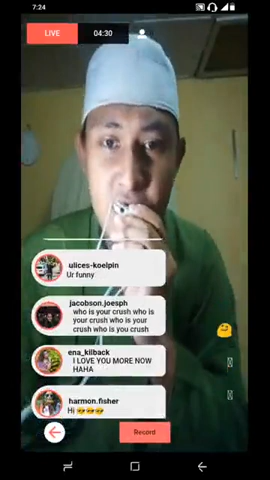 7:24
LIVE
04:30
ulices-koelpin
Ur funny
jacobson.joesph
who is your crush who is
your crush who is your
crush who is you crush
ena_kilback
I LOVE YOU MORE NOW
HAHA
harmon.fisher
Hi 😎😎😎
Record